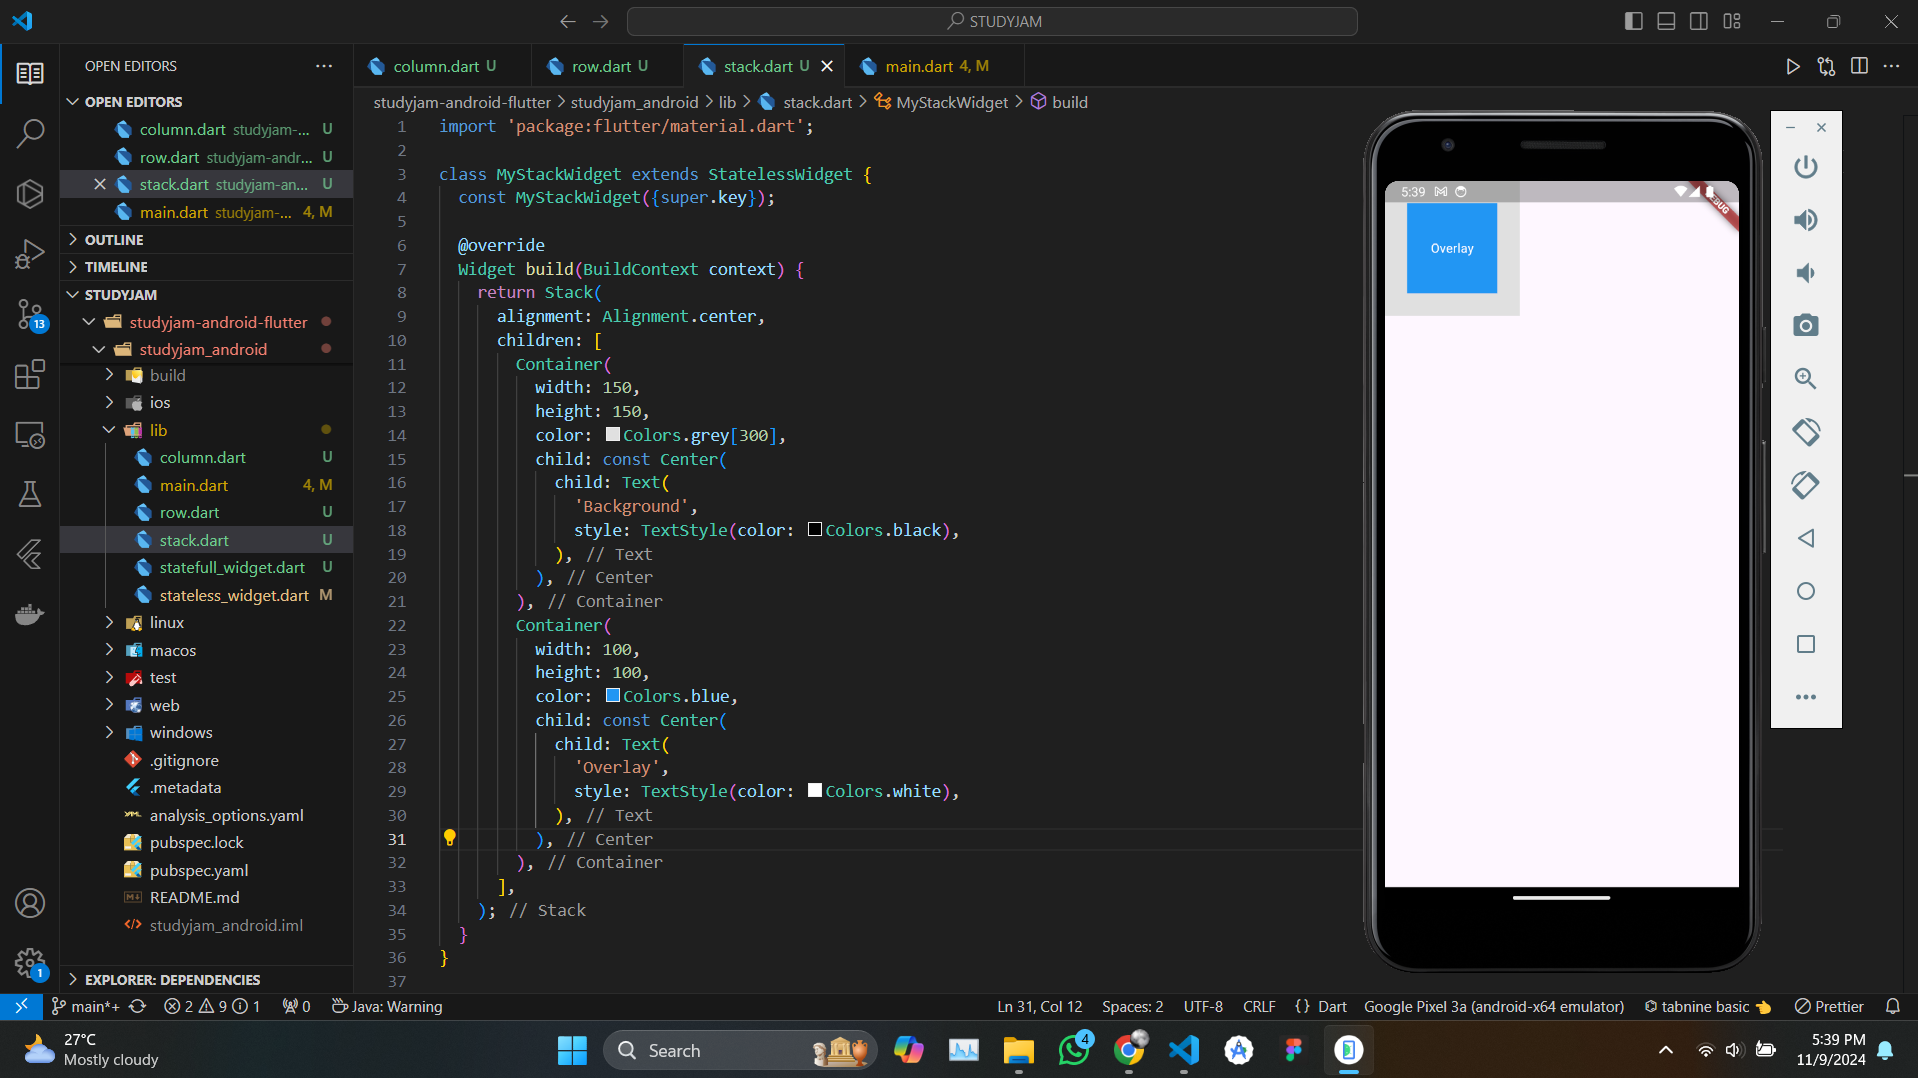 STUDYJAM
OPEN EDITORS
column.dart U
row.dart U
stack.dart U
main.dart 4, M
OPEN EDITORS
column.dart studyjam-... U
row.dart studyjam-andr... U
stack.dart studyjam-an... U
main.dart studyjam-... 4, M
OUTLINE
TIMELINE
STUDYJAM
studyjam-android-flutter
studyjam_android
build
ios
lib
column.dart U
main.dart 4, M
row.dart U
stack.dart U
statefull_widget.dart U
stateless_widget.dart M
linux
macos
test
web
windows
.gitignore
.metadata
analysis_options.yaml
pubspec.lock
pubspec.yaml
README.md
studyjam_android.iml
EXPLORER: DEPENDENCIES
13
1
studyjam-android-flutter > studyjam_android > lib > stack.dart > MyStackWidget > build
1 import 'package:flutter/material.dart';
2
3 class MyStackWidget extends StatelessWidget {
4 const MyStackWidget({super.key});
5
6 @override
7 Widget build(BuildContext context) {
8 return Stack(
9 alignment: Alignment.center,
10 children: [
11 Container(
12 width: 150,
13 height: 150,
14 color: Colors.grey[300],
15 child: const Center(
16 child: Text(
17 'Background',
18 style: TextStyle(color: Colors.black),
19 ), // Text
20 ), // Center
21 ), // Container
22 Container(
23 width: 100,
24 height: 100,
25 color: Colors.blue,
26 child: const Center(
27 child: Text(
28 'Overlay',
29 style: TextStyle(color: Colors.white),
30 ), // Text
31 ), // Center
32 ), // Container
33 ],
34 ); // Stack
35 }
36 }
37
5:39
DEBUG
Overlay
main*+ 2 9 1 0 Java: Warning
Ln 31, Col 12 Spaces: 2 UTF-8 CRLF {} Dart Google Pixel 3a (android-x64 emulator) tabnine basic Prettier
27°C
Mostly cloudy
Search
4
5:39 PM
11/9/2024